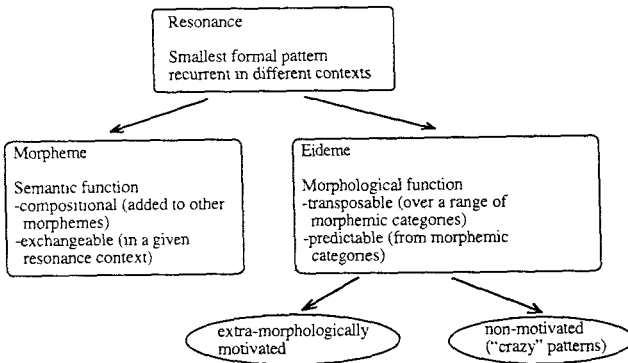 Resonance
Smallest formal pattern
recurrent in different contexts
Morpheme
Semantic function
-compositional (added to other
morphemes)
-exchangeable (in a given
resonance context)
Eideme
Morphological function
-transposable (over a range of
morphemic categories)
-predictable (from morphemic
categories)
extra-morphologically
motivated
non-motivated
("crazy" patterns)